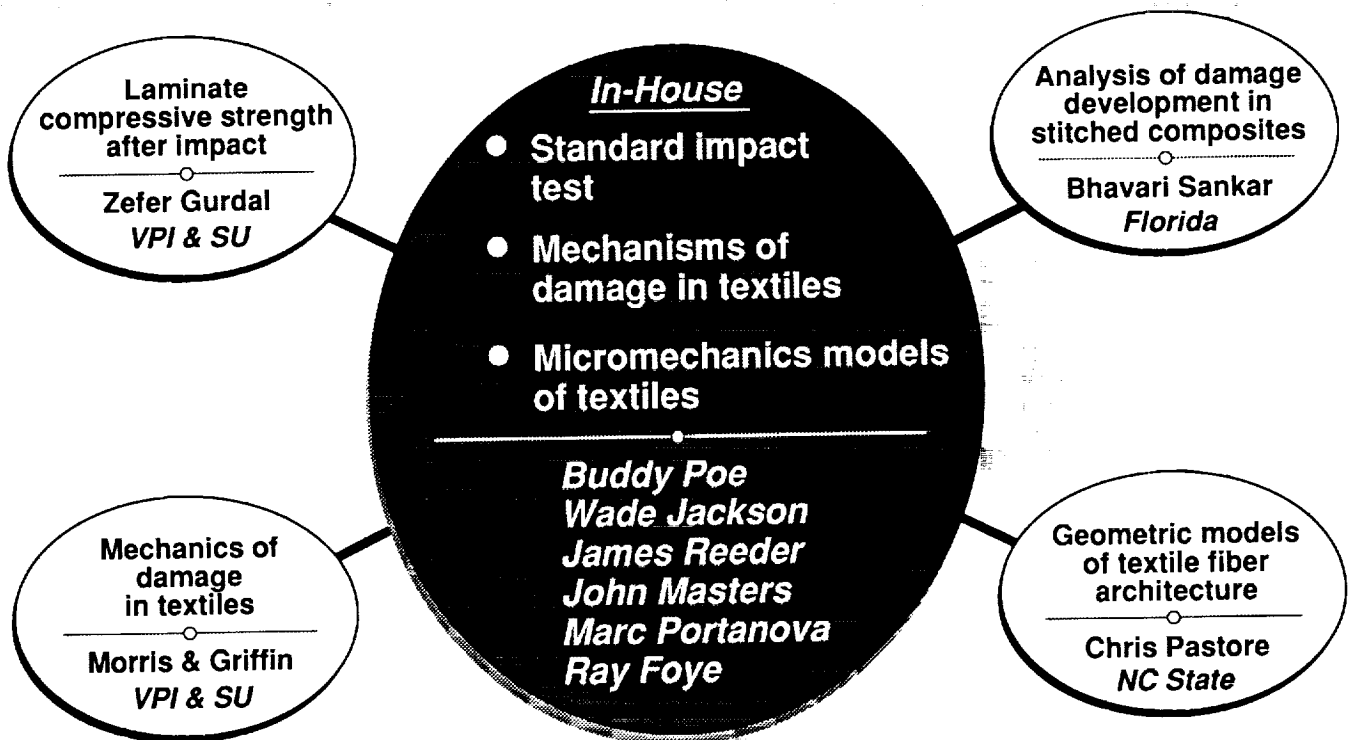 Laminate
compressive strength
after impact
Zefer Gurdal
VPI & SU
In-House
Standard impact
test
Mechanisms of
damage in textiles
Micromechanics models
of textiles
Buddy Poe
Wade Jackson
James Reeder
John Masters
Marc Portanova
Ray Foye
Analysis of damage
development in
stitched composites
Bhavari Sankar
Florida
Mechanics of
damage
in textiles
Morris & Griffin
VPI & SU
Geometric models
of textile fiber
architecture
Chris Pastore
NC State